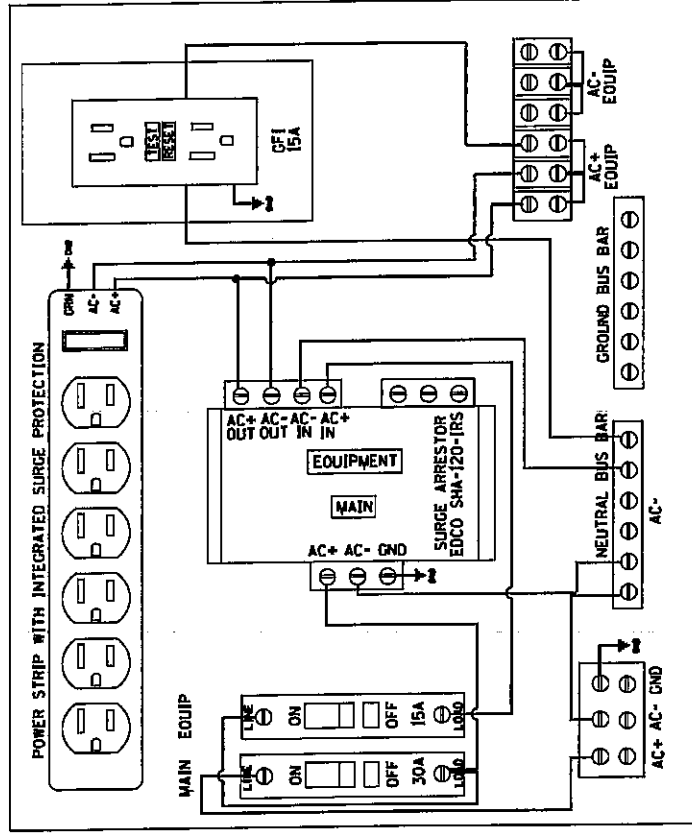 POWER STRIP WITH INTEGRATED SURGE PROTECTION
GRN
AC-
AC+
TEST
RESET
GFI
15A
AC+ AC- AC- AC+
OUT OUT IN IN
EQUIPMENT
MAIN
SURGE ARRESTOR
EDCO SHA-120-IRS
AC+ AC- GND
MAIN
EQUIP
LINE
LINE
ON
ON
OFF
OFF
30A
15A
LOAD
LOAD
AC+ AC- GND
NEUTRAL BUS BAR
AC-
GROUND BUS BAR
AC+
EQUIP
AC-
EQUIP